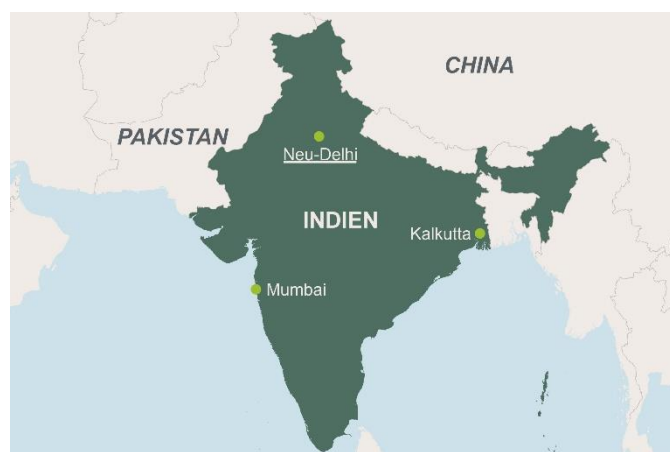 CHINA
PAKISTAN
Neu-Delhi
INDIEN
Kalkutta
Mumbai